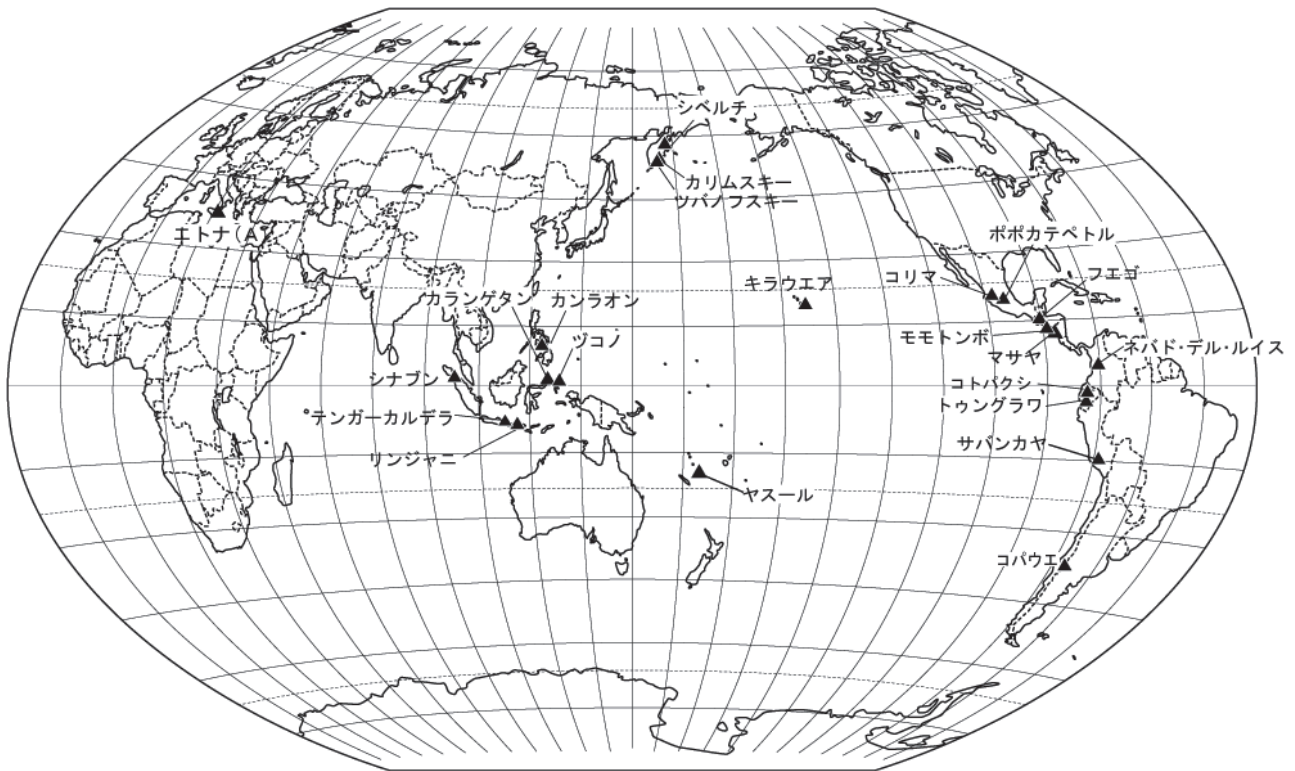 シベルチ
カリムスキー
ツバノフスキー
エトナ(A)
ポポカテペトル
コリマ
フエゴ
キラウエア
カランゲタン
カンラオン
ヅコノ
モモトンボ
マサヤ
ネバド・デル・ルイス
シナブン
コトパクシ
トゥングラワ
テンガーカルデラ
リンジャニ
サバンカヤ
ヤスール
コパウエ